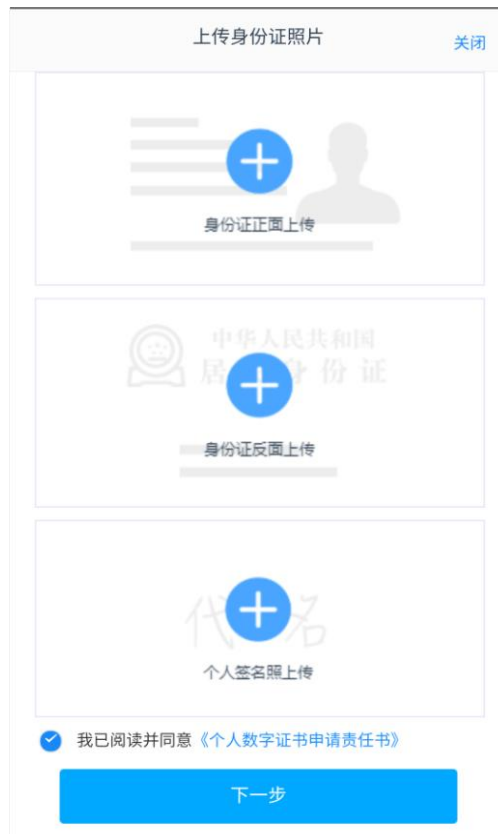 上传身份证照片
关闭
身份证正面上传
中华人民共和国
居 身份证
身份证反面上传
代 名
个人签名照上传
我已阅读并同意《个人数字证书申请责任书》
下一步